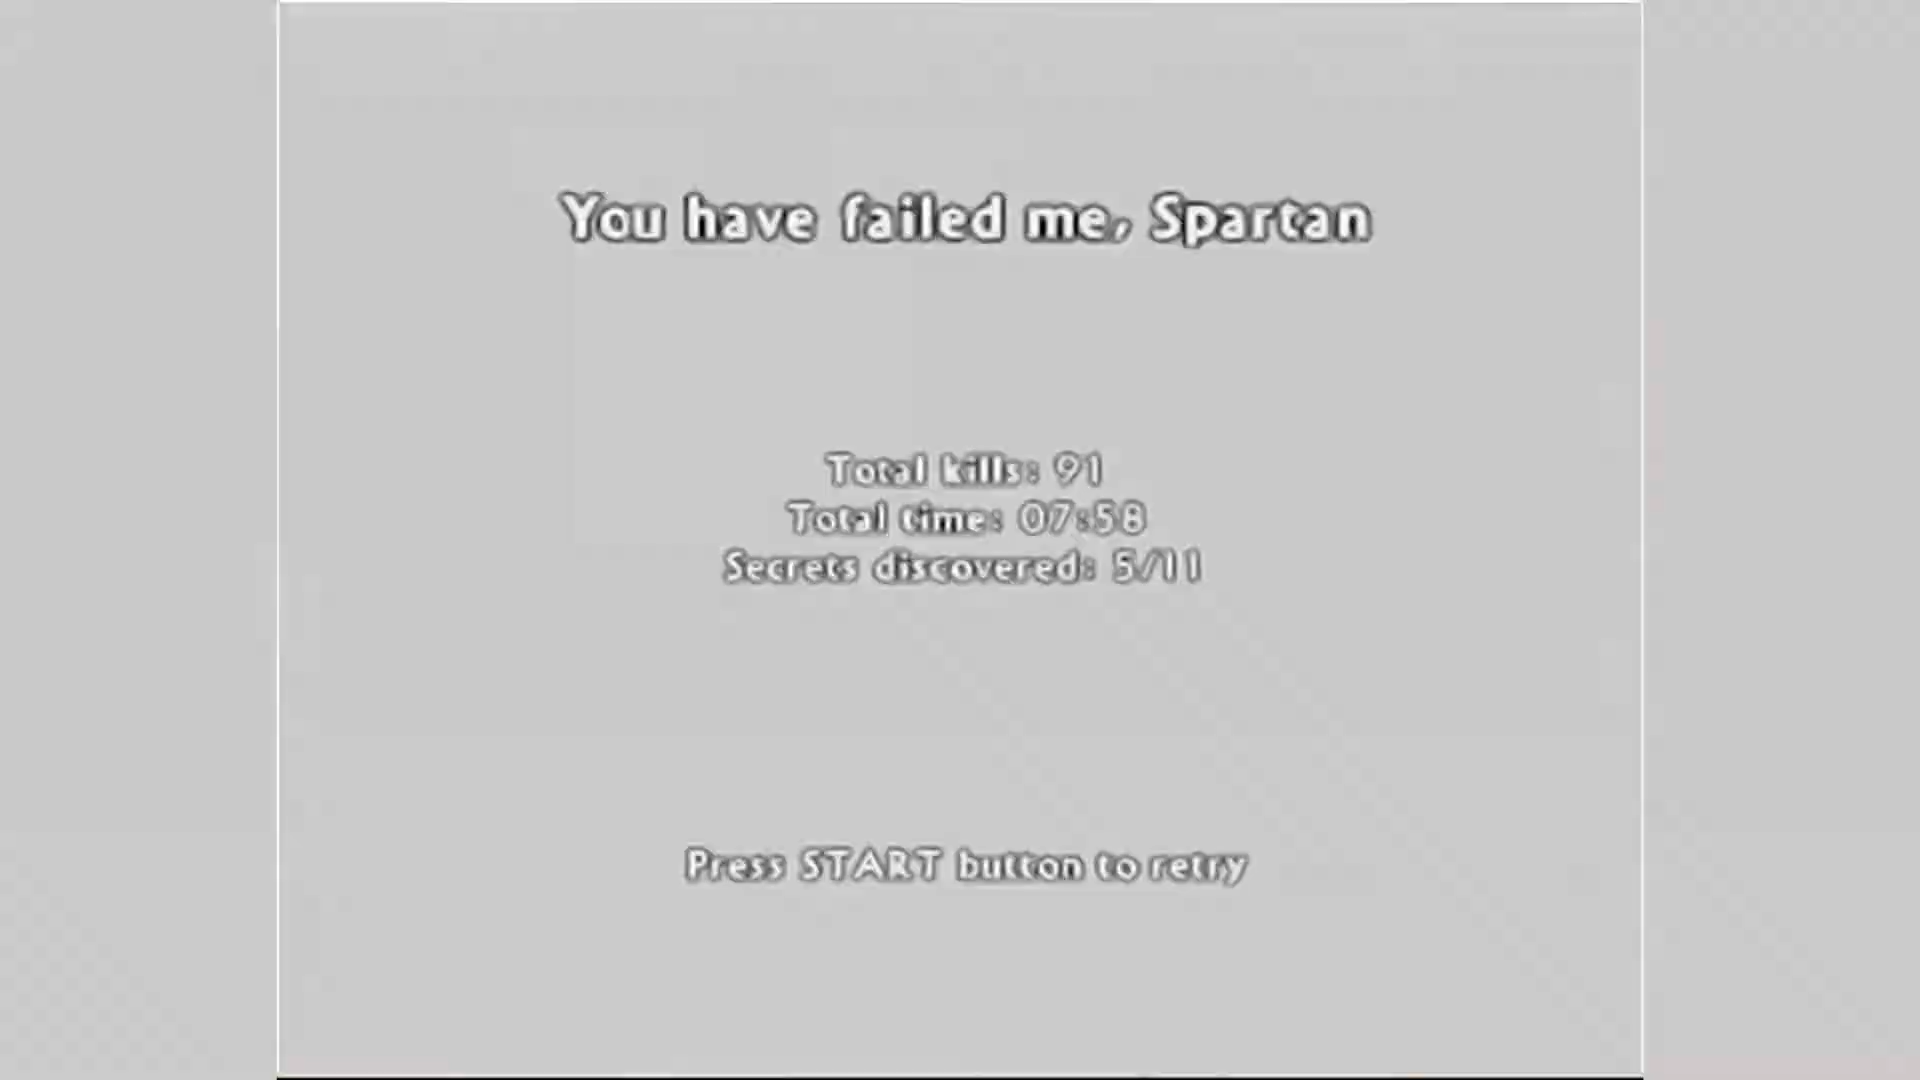 You have failed me, Spartan
Total kills: 91
Total time: 07:58
Secrets discovered: 5/11
Press START button to retry